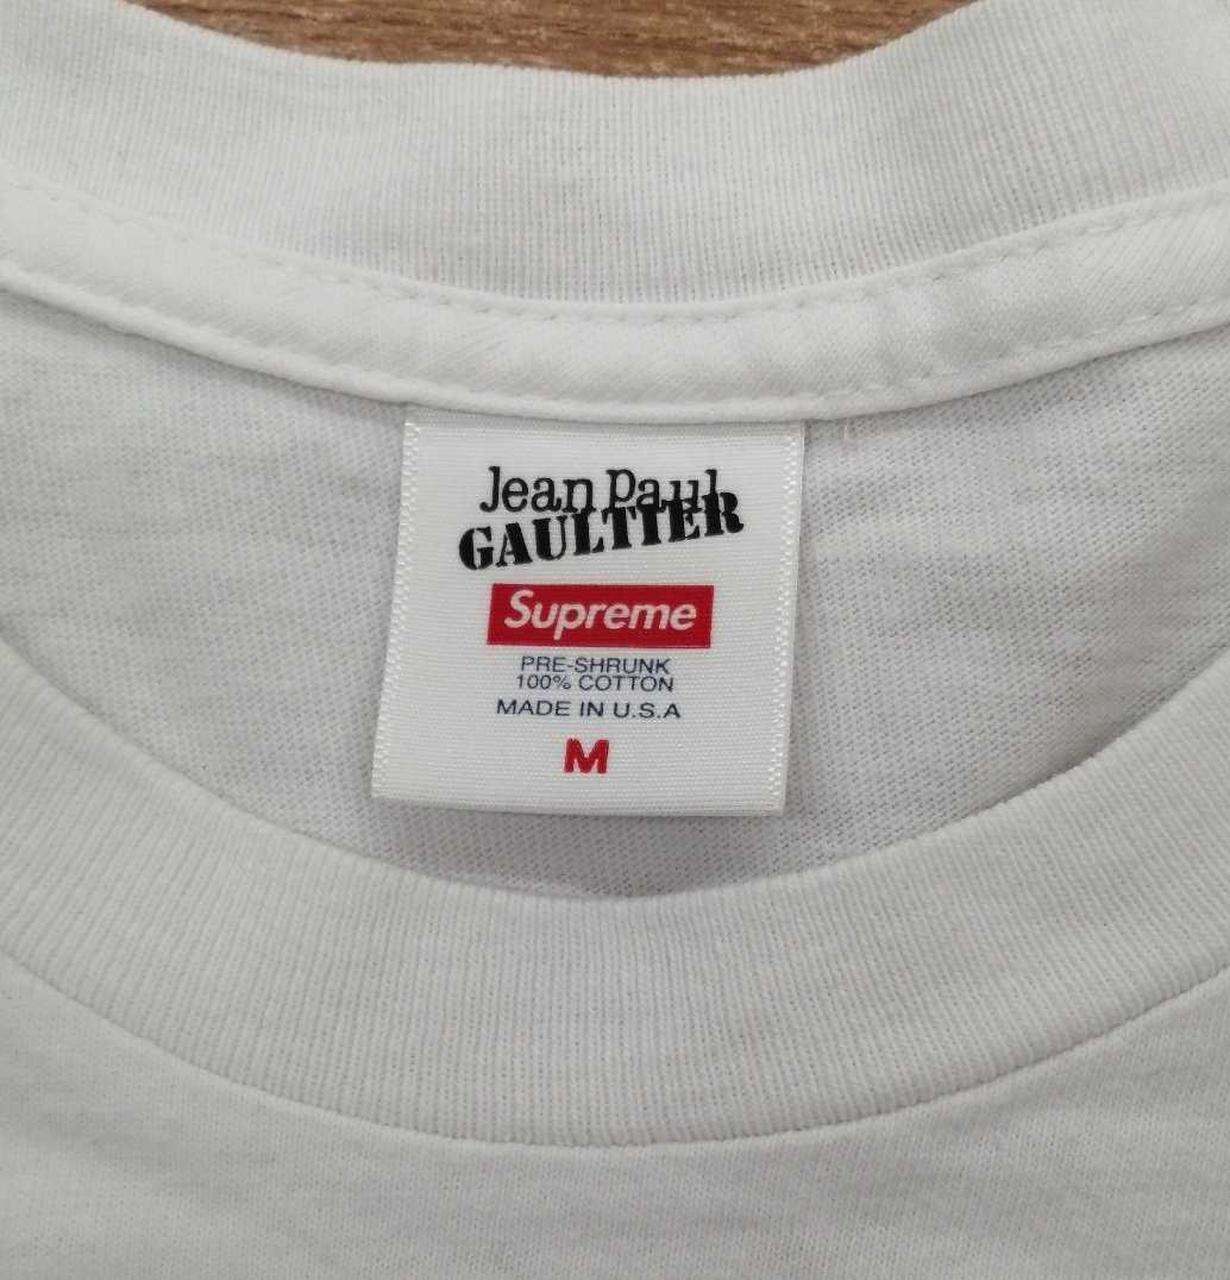 Jean Paul
GAULTIER
Supreme
PRE-SHRUNK
100% COTTON
MADE IN U.S.A
M